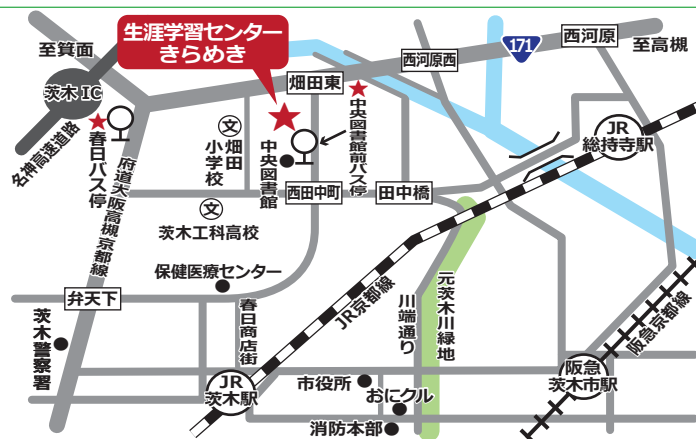 生涯学習センター
きらめき
至箕面
茨木IC
名神高速道路
春日バス停
府道大阪高槻京都線
文
畑田
小学校
中央図書館
畑田東
中央図書館前バス停
西河原西
171
西河原
至高槻
JR
総持寺駅
西田中町
田中橋
文
茨木工科高校
保健医療センター
弁天下
茨木警察署
春日商店街
JR京都線
川端通り
元茨木川緑地
阪急京都線
JR
茨木駅
市役所
おにクル
消防本部
阪急
茨木市駅